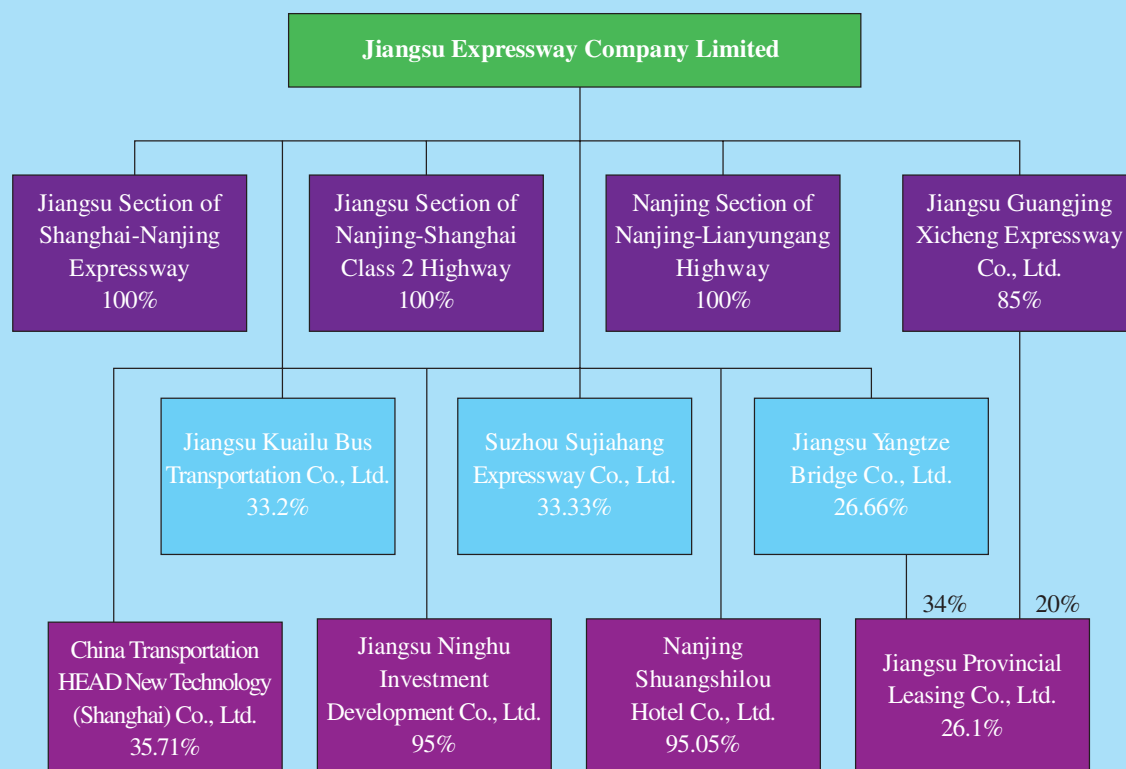 Jiangsu Expressway Company Limited
Jiangsu Section of
Shanghai-Nanjing
Expressway
100%
Jiangsu Section of
Nanjing-Shanghai
Class 2 Highway
100%
Nanjing Section of
Nanjing-Lianyungang
Highway
100%
Jiangsu Guangjing
Xicheng Expressway
Co., Ltd.
85%
Jiangsu Kuailu Bus
Transportation Co., Ltd.
33.2%
Suzhou Sujiahang
Expressway Co., Ltd.
33.33%
Jiangsu Yangtze
Bridge Co., Ltd.
26.66%
34%
20%
China Transportation
HEAD New Technology
(Shanghai) Co., Ltd.
35.71%
Jiangsu Ninghu
Investment
Development Co., Ltd.
95%
Nanjing
Shuangshilou
Hotel Co., Ltd.
95.05%
Jiangsu Provincial
Leasing Co., Ltd.
26.1%